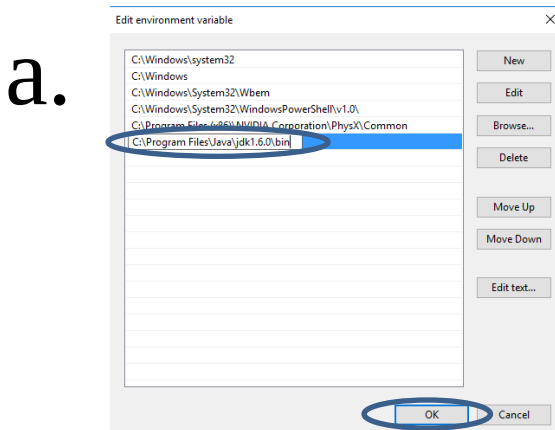 Edit environment variable
a.
C:\Windows\system32
C:\Windows
C:\Windows\System32\Wbem
C:\Windows\System32\WindowsPowerShell\v1.0\
C:\Program Files (x86)\NVIDIA Corporation\PhysX\Common
C:\Program Files\Java\jdk1.6.0\bin
New
Edit
Browse...
Delete
Move Up
Move Down
Edit text...
OK
Cancel